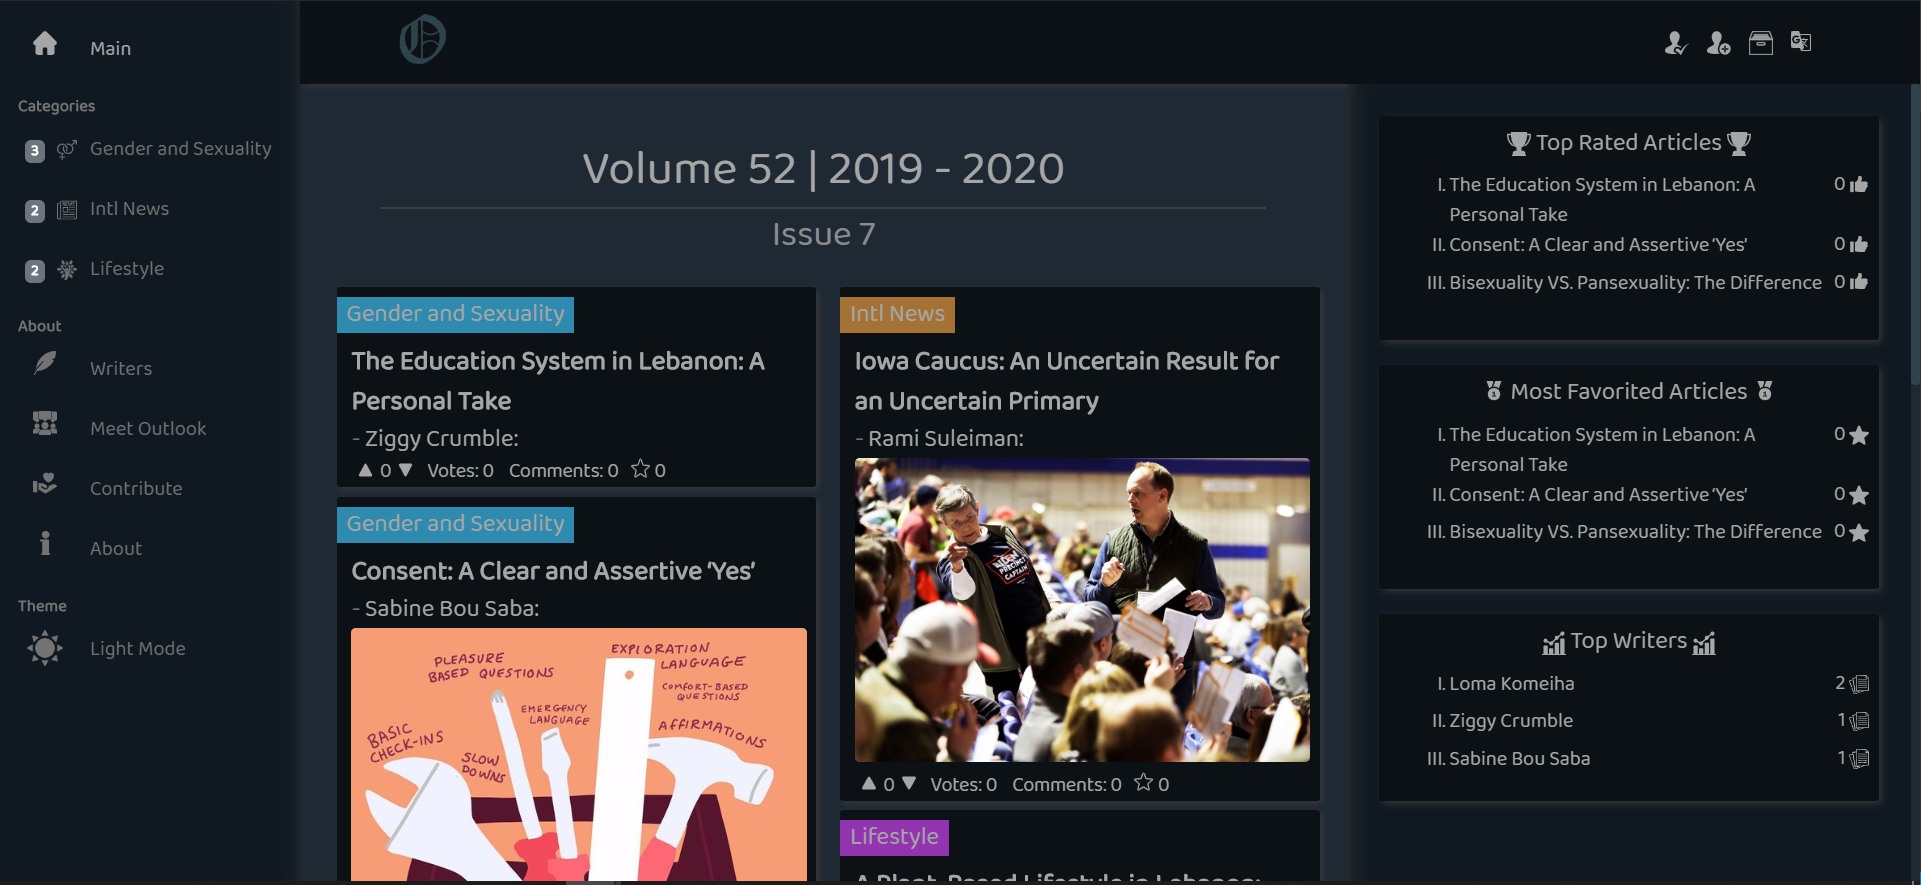 Main
Categories
3 Gender and Sexuality
2 Intl News
2 Lifestyle
About
Writers
Meet Outlook
Contribute
About
Theme
Light Mode
O
Volume 52 | 2019 - 2020
Issue 7
Gender and Sexuality
The Education System in Lebanon: A
Personal Take
- Ziggy Crumble:
0 Votes: 0 Comments: 0 0
Gender and Sexuality
Consent: A Clear and Assertive ‘Yes’
- Sabine Bou Saba:
PLEASURE
BASED QUESTIONS
EXPLORATION
LANGUAGE
COMFORT-BASED
QUESTIONS
EMERGENCY
LANGUAGE
AFFIRMATIONS
BASIC
CHECK-INS
SLOW
DOWNS
Intl News
Iowa Caucus: An Uncertain Result for
an Uncertain Primary
- Rami Suleiman:
BIDEN
PRECINCT
CAPTAIN
0 Votes: 0 Comments: 0 0
Lifestyle
A Plant-Based Lifestyle in Lebanon:
Top Rated Articles
I. The Education System in Lebanon: A 0
Personal Take
II. Consent: A Clear and Assertive ‘Yes’ 0
III. Bisexuality VS. Pansexuality: The Difference 0
Most Favorited Articles
I. The Education System in Lebanon: A 0
Personal Take
II. Consent: A Clear and Assertive ‘Yes’ 0
III. Bisexuality VS. Pansexuality: The Difference 0
Top Writers
I. Loma Komeiha 2
II. Ziggy Crumble 1
III. Sabine Bou Saba 1